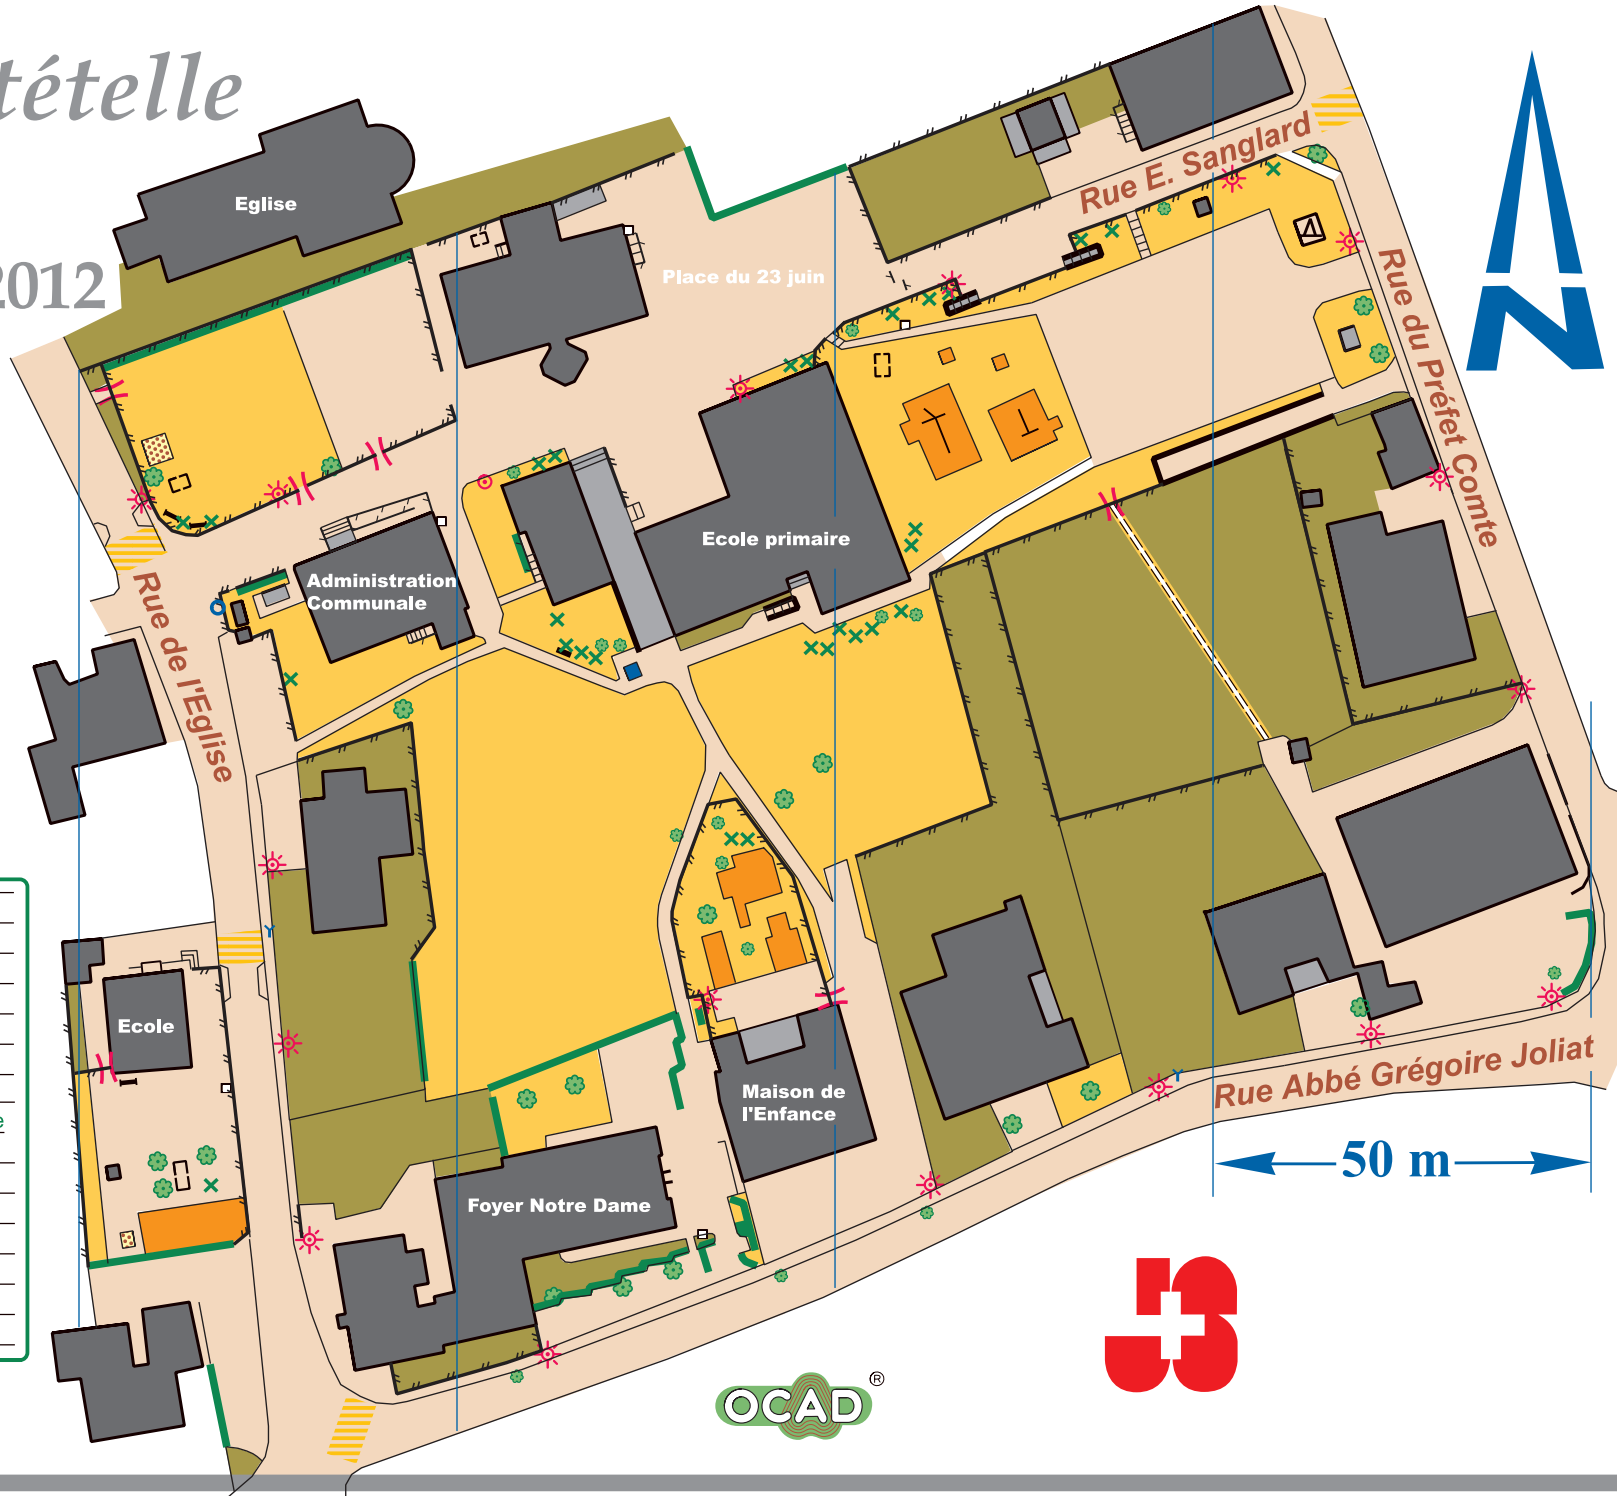 tételle
2012
Eglise
Place du 23 juin
Rue E. Sanglard
Rue du Préfet Comte
N
Ecole primaire
Administration
Communale
Rue de l'Eglise
Ecole
Maison de
l'Enfance
Foyer Notre Dame
Rue Abbé Grégoire Joliat
50 m
OCAD®